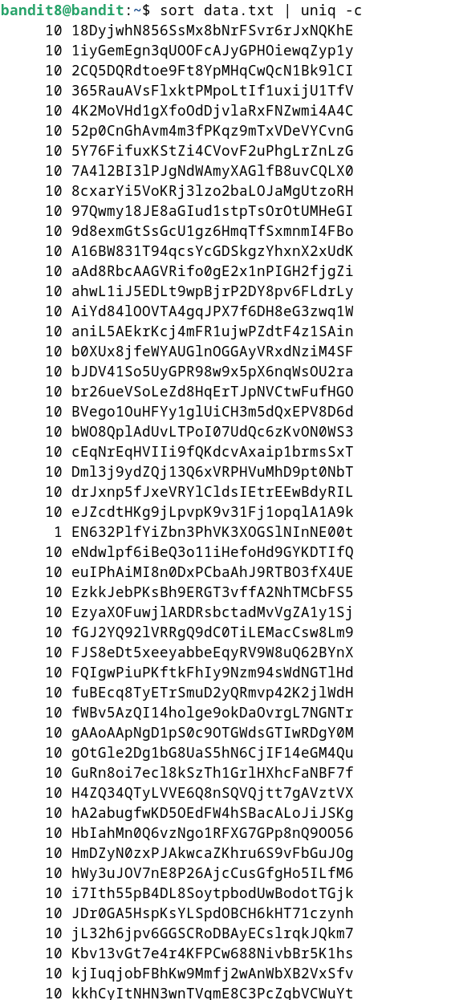 bandit8@bandit:~$ sort data.txt | uniq -c
10 18DyjwhN856SsMx8bNrFSvr6rJxNQKhE
10 1iyGemEgn3qUOOFcAJyGPHOiewqZyp1y
10 2CQ5DQRdtoe9Ft8YpMHqCwQcN1Bk9lCI
10 365RauAVsFlxktPMpoLtIf1uxijU1TfV
10 4K2MoVHd1gXfoOdDjvlaRxFNZwmi4A4C
10 52p0CnGhAvm4m3fPKqz9mTxVDeVYCvnG
10 5Y76FifuxKStZi4CVovF2uPhgLrZnLzG
10 7A4l2BI3lPJgNdWAmyXAGlfB8uvCQLX0
10 8cxarYi5VoKRj3lzo2baLOJaMgUtzoRH
10 97Qwmy18JE8aGIud1stpTsOrOtUMHeGI
10 9d8exmGtSsGcU1gz6HmqTfSxmnmI4FBo
10 A16BW831T94qcsYcGDSkgzYhxnX2xUdK
10 aAd8RbcAAGVRifo0gE2x1nPIGH2fjgZi
10 ahwL1iJ5EDLt9wpBjrP2DY8pv6FLdrLy
10 AiYd84lOOVTA4gqJPX7f6DH8eG3zwq1W
10 aniL5AEkrKcj4mFR1ujwPZdtF4z1SAin
10 b0XUx8jfeWYAUGlnOGGAyVRxdNziM4SF
10 bJDV41So5UyGPR98w9x5pX6nqWsOU2ra
10 br26ueVSoLeZd8HqErTJpNVCtwFufHGO
10 BVego1OuHFYy1glUiCH3m5dQxEPV8D6d
10 bWO8QplAdUvLTPoI07UdQc6zKvON0WS3
10 cEqNrEqHVIIi9fQKdcvAxaip1brmsSxT
10 Dml3j9ydZQj13Q6xVRPHVuMhD9pt0NbT
10 drJxnp5fJxeVRYlCldsIEtrEEwBdyRIL
10 eJZcdtHKg9jLpvpK9v31Fj1opqlA1A9k
1 EN632PlfYiZbn3PhVK3XOGSlNInNE00t
10 eNdwlpf6iBeQ3o11iHefoHd9GYKDTIfQ
10 euIPhAiMI8n0DxPCbaAhJ9RTBO3fX4UE
10 EzkkJebPKsBh9ERGT3vffA2NhTMCbFS5
10 EzyaXOFuwjlARDRsbctadMvVgZA1y1Sj
10 fGJ2YQ92lVRRgQ9dC0TiLEMacCsw8Lm9
10 FJS8eDt5xeeyabbeEqyRV9W8uQ62BYnX
10 FQIgwPiuPKftkFhIy9Nzm94sWdNGTlHd
10 fuBEcq8TyETrSmuD2yQRmvp42K2jlWdH
10 fWBv5AzQI14holge9okDaOvrgL7NGNTr
10 gAAoAApNgD1pS0c9OTGWdsGTIwRDgY0M
10 gOtGle2Dg1bG8UaS5hN6CjIF14eGM4Qu
10 GuRn8oi7ecl8kSzTh1GrlHXhcFaNBF7f
10 H4ZQ34QTyLVVE6Q8nSQVQjtt7gAVztVX
10 hA2abugfwKD5OEdFW4hSBacALoJiJSKg
10 HbIahMn0Q6vzNgo1RFXG7GPp8nQ9OO56
10 HmDZyN0zxPJAkwcaZKhru6S9vFbGuJOg
10 hWy3uJOV7nE8P26AjcCusGfgHo5ILfM6
10 i7Ith55pB4DL8SoytpbodUwBodotTGjk
10 JDr0GA5HspKsYLSpdOBCH6kHT71czynh
10 jL32h6jpv6GGSCRoDBAyECslrqkJQkm7
10 Kbv13vGt7e4r4KFPCw688NivbBr5K1hs
10 kjIuqjobFBhKw9Mmfj2wAnWbXB2VxSfv
10 kkhCyItNHN3wnTVqmE8C3PcZqbVCWuYt